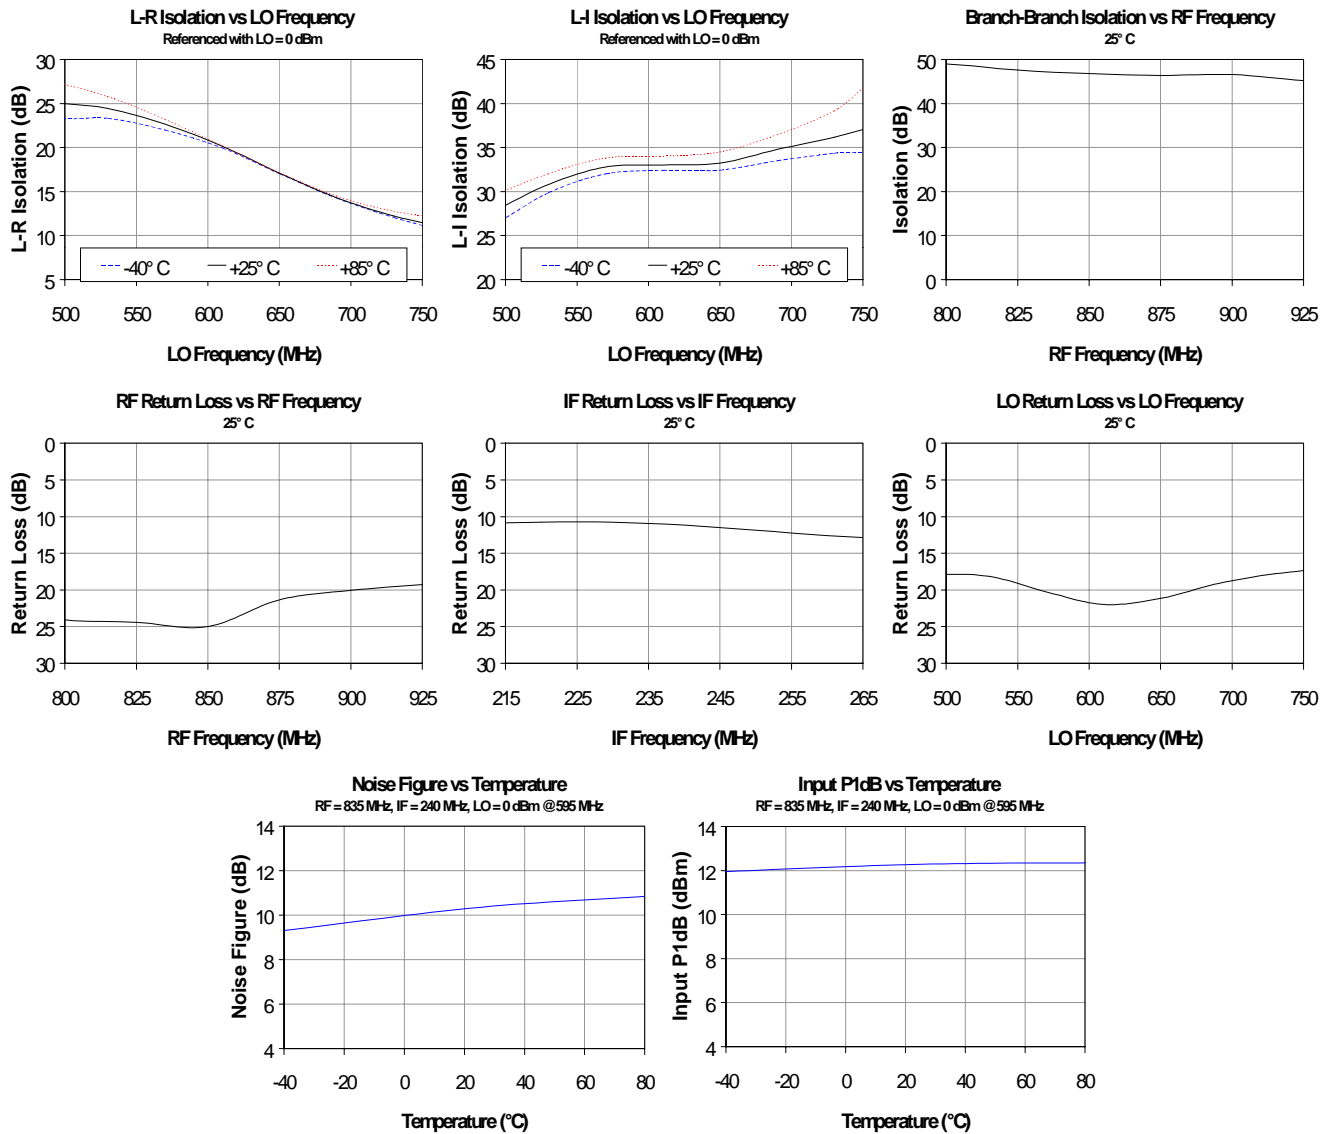 L-R Isolation vs LO Frequency
Referenced with LO = 0 dBm
L-R Isolation (dB)
30
25
20
15
10
5
-40° C +25° C +85° C
500 550 600 650 700 750
LO Frequency (MHz)
L-I Isolation vs LO Frequency
Referenced with LO = 0 dBm
L-I Isolation (dB)
45
40
35
30
25
20
-40° C +25° C +85° C
500 550 600 650 700 750
LO Frequency (MHz)
Branch-Branch Isolation vs RF Frequency
25° C
Isolation (dB)
50
40
30
20
10
0
800 825 850 875 900 925
RF Frequency (MHz)
RF Return Loss vs RF Frequency
25° C
Return Loss (dB)
0
5
10
15
20
25
30
800 825 850 875 900 925
RF Frequency (MHz)
IF Return Loss vs IF Frequency
25° C
Return Loss (dB)
0
5
10
15
20
25
30
215 225 235 245 255 265
IF Frequency (MHz)
LO Return Loss vs LO Frequency
25° C
Return Loss (dB)
0
5
10
15
20
25
30
500 550 600 650 700 750
LO Frequency (MHz)
Noise Figure vs Temperature
RF = 835 MHz, IF = 240 MHz, LO = 0 dBm @ 595 MHz
Noise Figure (dB)
14
12
10
8
6
4
-40 -20 0 20 40 60 80
Temperature (°C)
Input P1dB vs Temperature
RF = 835 MHz, IF = 240 MHz, LO = 0 dBm @ 595 MHz
Input P1dB (dBm)
14
12
10
8
6
4
-40 -20 0 20 40 60 80
Temperature (°C)